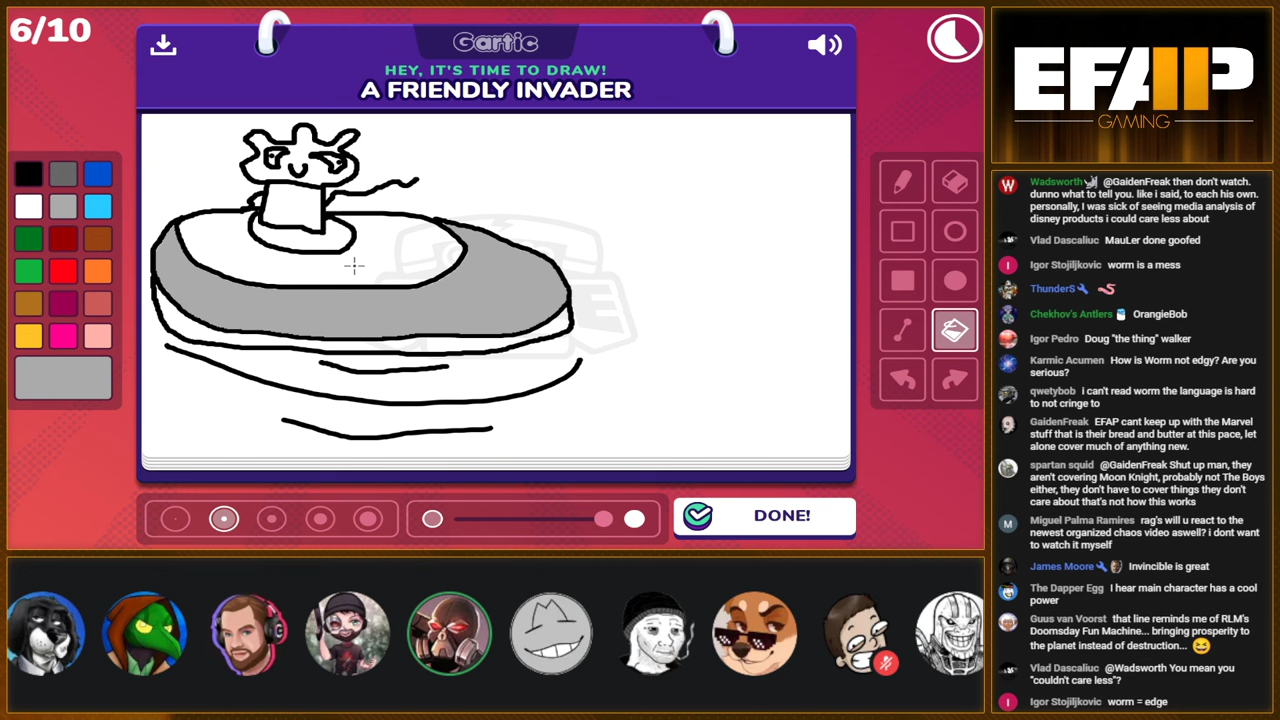 6/10
Gartic
HEY, IT'S TIME TO DRAW!
A FRIENDLY INVADER
DONE!
EFAP
GAMING
Wadsworth @GaidenFreak then don't watch.
dunno what to tell you. like i said, to each his own.
personally, I was sick of seeing media analysis of
disney products i could care less about
Vlad Dascaliuc MauLer done goofed
Igor Stojiljkovic worm is a mess
ThunderS
Chekhov's Antlers OrangieBob
Igor Pedro Doug "the thing" walker
Karmic Acumen How is Worm not edgy? Are you
serious?
qwetybob i can't read worm the language is hard
to not cringe to
GaidenFreak EFAP cant keep up with the Marvel
stuff that is their bread and butter at this pace, let
alone cover much of anything new.
spartan squid @GaidenFreak Shut up man, they
aren't covering Moon Knight, probably not The Boys
either, they don't have to cover things they don't
care about that's not how this works
M
Miguel Palma Ramires rag's will u react to the
newest organized chaos video aswell? i dont want
to watch it myself
James Moore Invincible is great
The Dapper Egg I hear main character has a cool
power
Guus van Voorst that line reminds me of RLM's
Doomsday Fun Machine... bringing prosperity to
the planet instead of destruction...
Vlad Dascaliuc @Wadsworth You mean you
"couldn't care less"?
I
Igor Stojiljkovic worm = edge